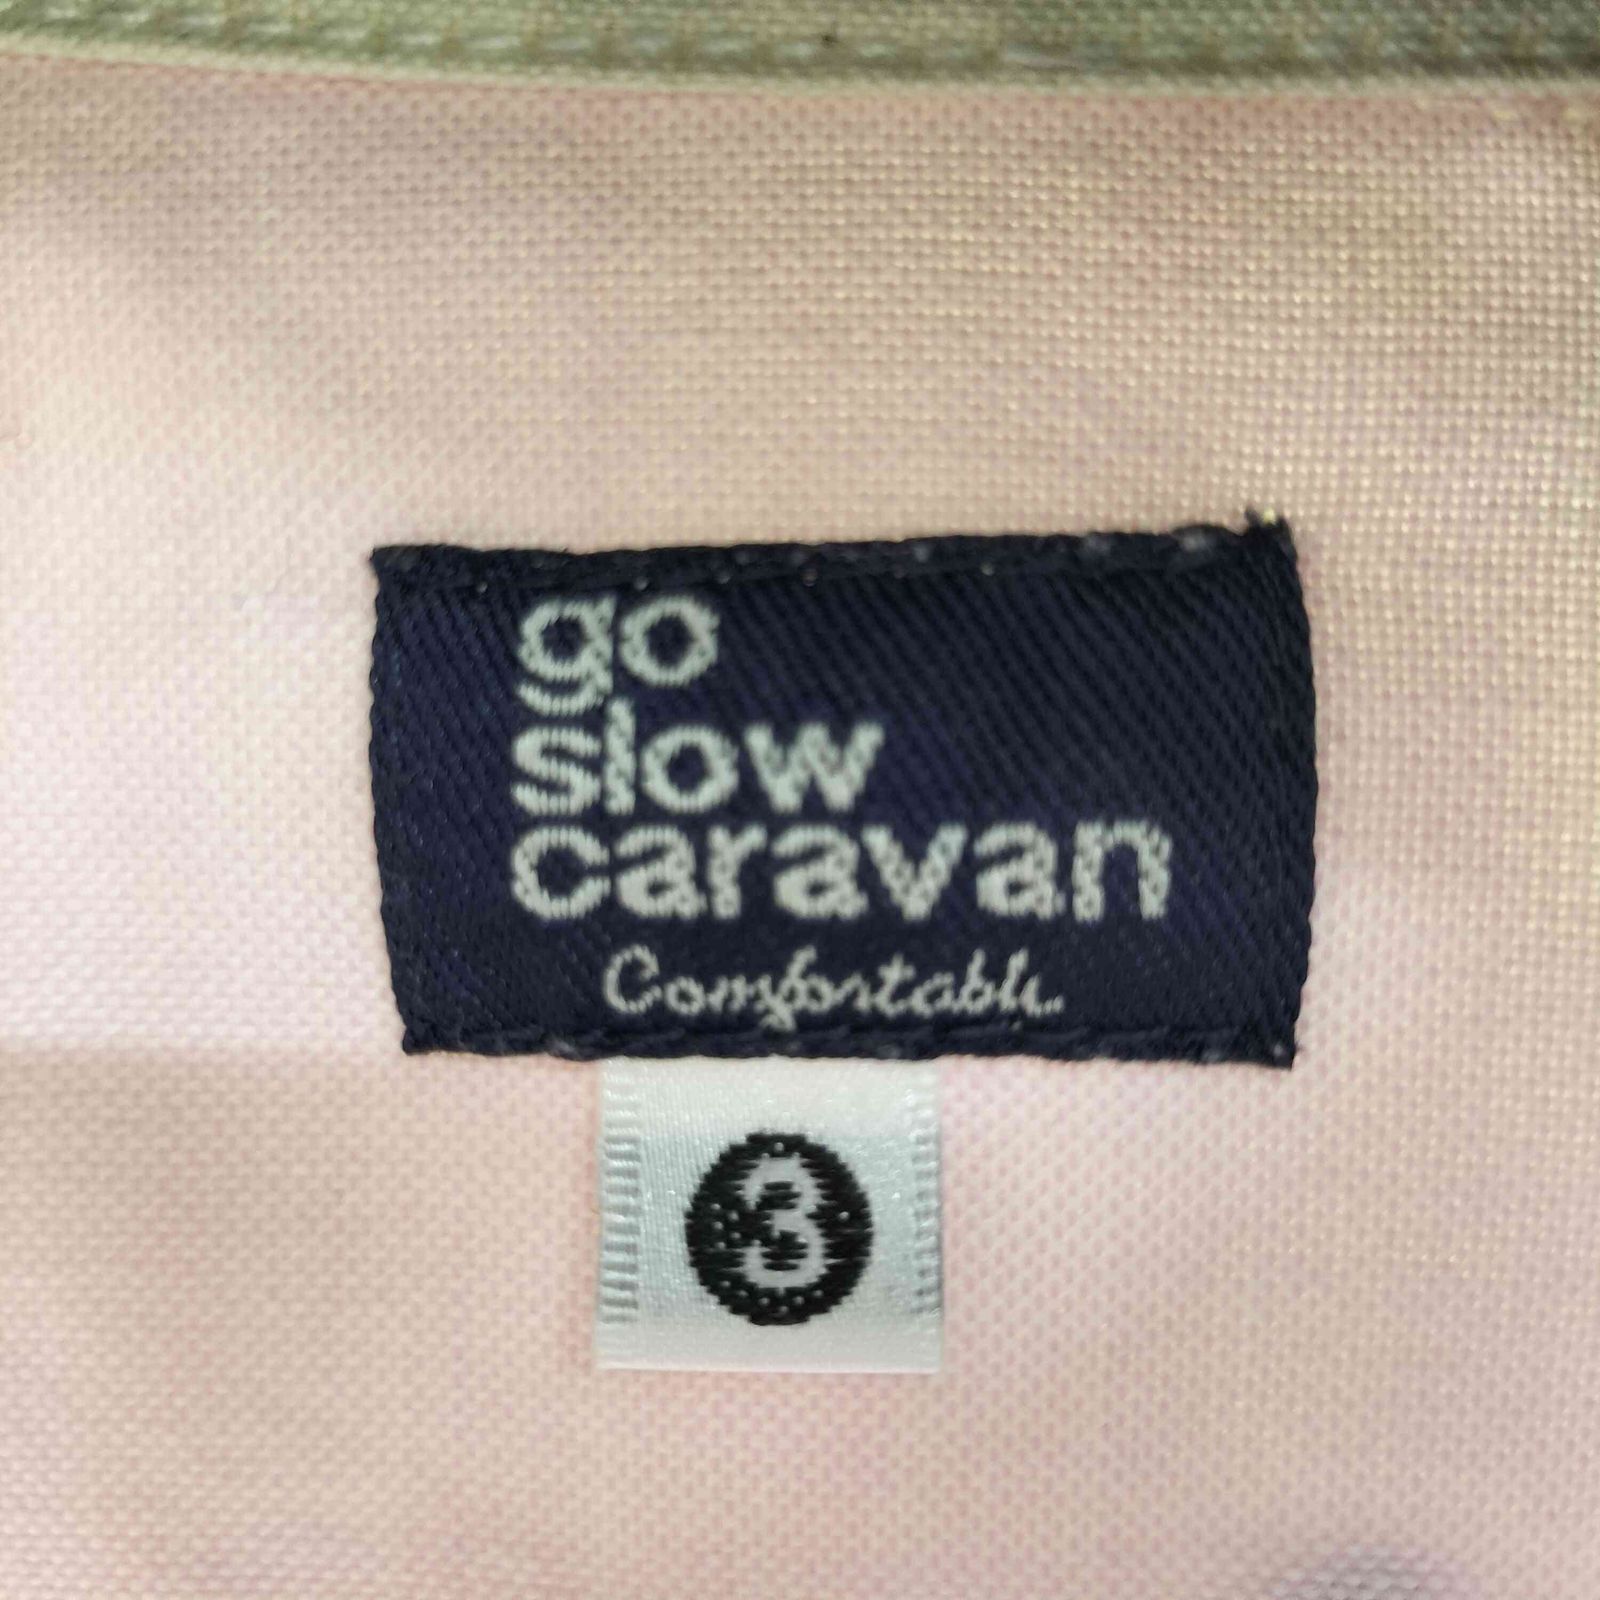 go
slow
caravan
Comfortable.
3